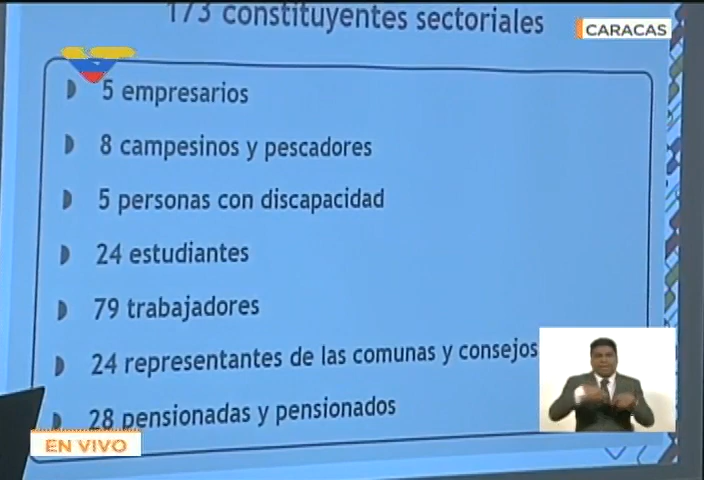 173 constituyentes sectoriales
CARACAS
5 empresarios
8 campesinos y pescadores
5 personas con discapacidad
24 estudiantes
79 trabajadores
24 representantes de las comunas y consejos
28 pensionadas y pensionados
EN VIVO